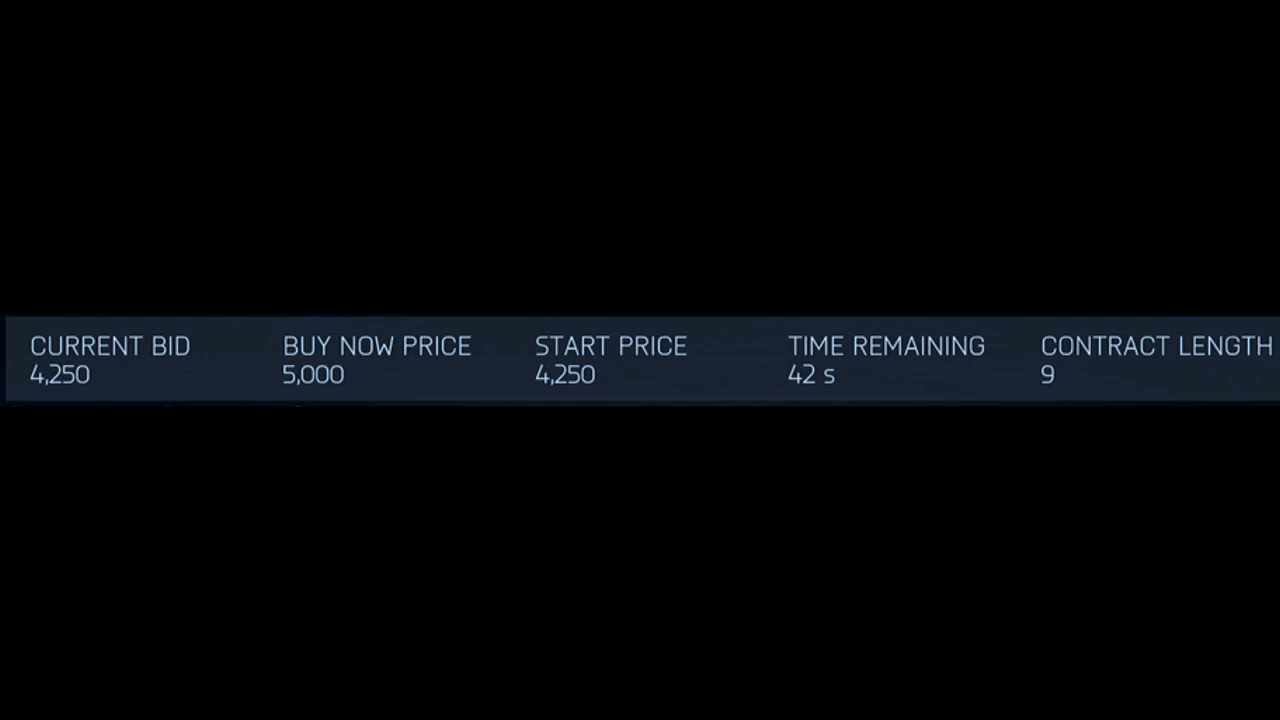 CURRENT BID BUY NOW PRICE START PRICE TIME REMAINING CONTRACT LENGTH
4,250 5,000 4,250 42 s 9